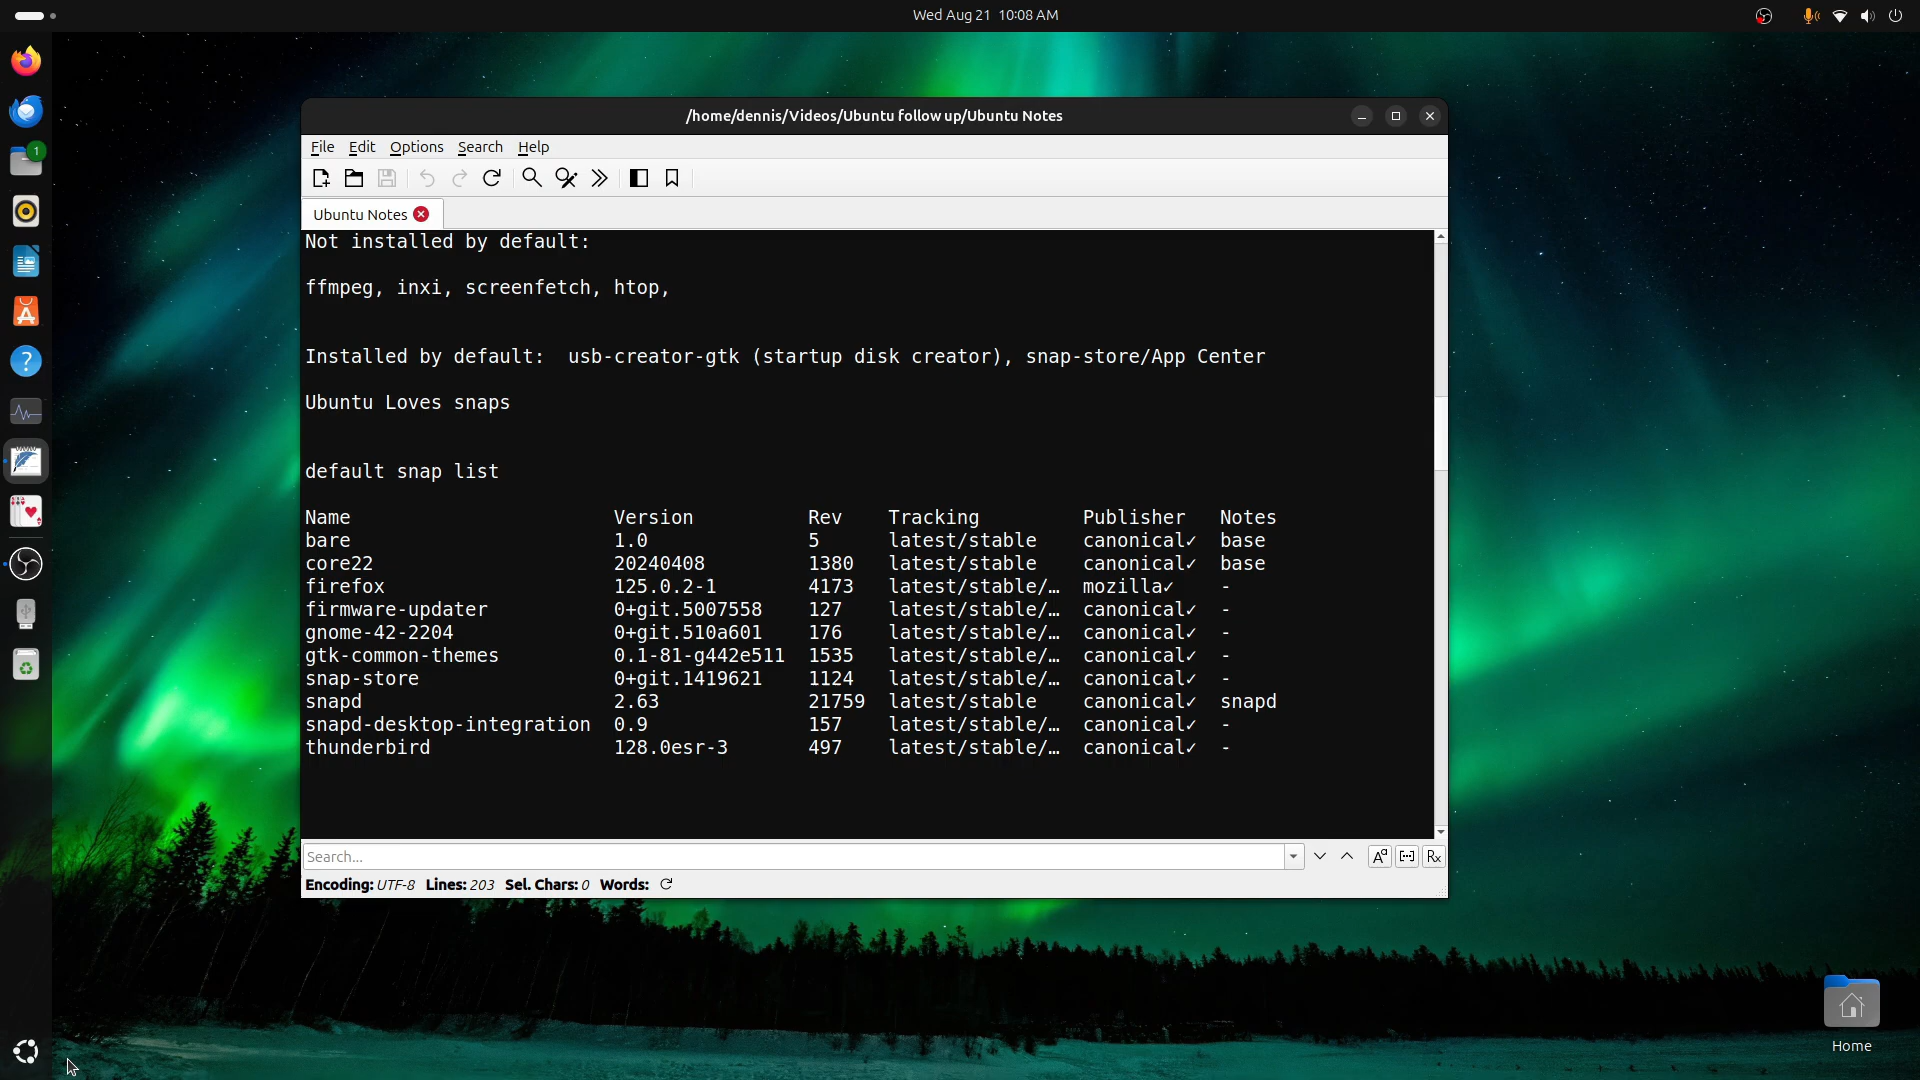 Wed Aug 21 10:08 AM
/home/dennis/Videos/Ubuntu follow up/Ubuntu Notes
File Edit Options Search Help
Ubuntu Notes
Not installed by default:
ffmpeg, inxi, screenfetch, htop,
Installed by default: usb-creator-gtk (startup disk creator), snap-store/App Center
Ubuntu Loves snaps
default snap list
Name Version Rev Tracking Publisher Notes
bare 1.0 5 latest/stable canonical✓ base
core22 20240408 1380 latest/stable canonical✓ base
firefox 125.0.2-1 4173 latest/stable/… mozilla✓ -
firmware-updater 0+git.5007558 127 latest/stable/… canonical✓ -
gnome-42-2204 0+git.510a601 176 latest/stable/… canonical✓ -
gtk-common-themes 0.1-81-g442e511 1535 latest/stable/… canonical✓ -
snap-store 0+git.1419621 1124 latest/stable/… canonical✓ -
snapd 2.63 21759 latest/stable canonical✓ snapd
snapd-desktop-integration 0.9 157 latest/stable/… canonical✓ -
thunderbird 128.0esr-3 497 latest/stable/… canonical✓ -
Search...
Encoding: UTF-8 Lines: 203 Sel. Chars: 0 Words:
1
Home